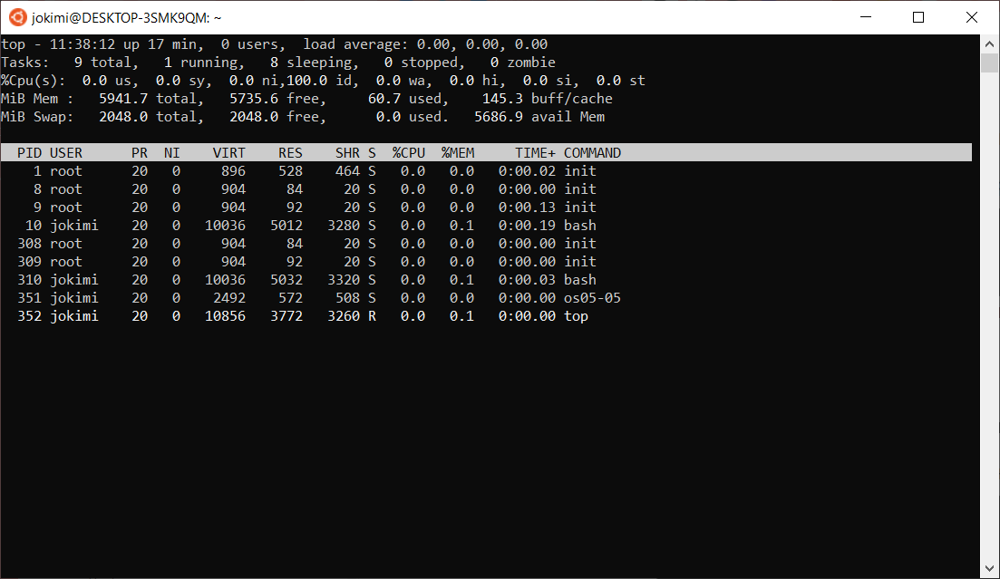 jokimi@DESKTOP-3SMK9QM: ~
top - 11:38:12 up 17 min,  0 users,  load average: 0.00, 0.00, 0.00
Tasks:   9 total,   1 running,   8 sleeping,   0 stopped,   0 zombie
%Cpu(s):  0.0 us,  0.0 sy,  0.0 ni,100.0 id,  0.0 wa,  0.0 hi,  0.0 si,  0.0 st
MiB Mem :   5941.7 total,   5735.6 free,     60.7 used,    145.3 buff/cache
MiB Swap:   2048.0 total,   2048.0 free,      0.0 used.   5686.9 avail Mem
  PID USER      PR  NI    VIRT    RES    SHR S  %CPU  %MEM     TIME+ COMMAND
    1 root      20   0     896    528    464 S   0.0   0.0   0:00.02 init
    8 root      20   0     904     84     20 S   0.0   0.0   0:00.00 init
    9 root      20   0     904     92     20 S   0.0   0.0   0:00.13 init
   10 jokimi    20   0   10036   5012   3280 S   0.0   0.1   0:00.19 bash
  308 root      20   0     904     84     20 S   0.0   0.0   0:00.00 init
  309 root      20   0     904     92     20 S   0.0   0.0   0:00.00 init
  310 jokimi    20   0   10036   5032   3320 S   0.0   0.1   0:00.03 bash
  351 jokimi    20   0    2492    572    508 S   0.0   0.0   0:00.00 os05-05
  352 jokimi    20   0   10856   3772   3260 R   0.0   0.1   0:00.00 top